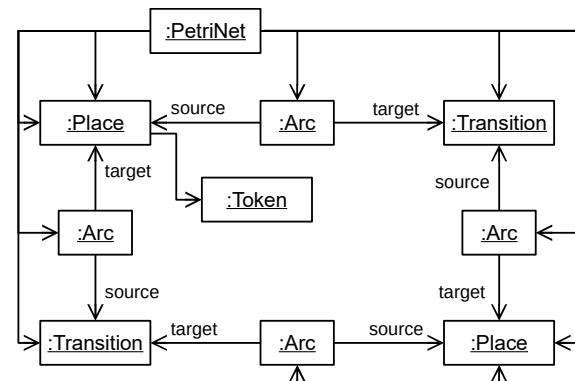 :PetriNet
source
target
:Place
:Arc
:Transition
target
source
:Token
:Arc
:Arc
source
target
target
source
:Transition
:Arc
:Place